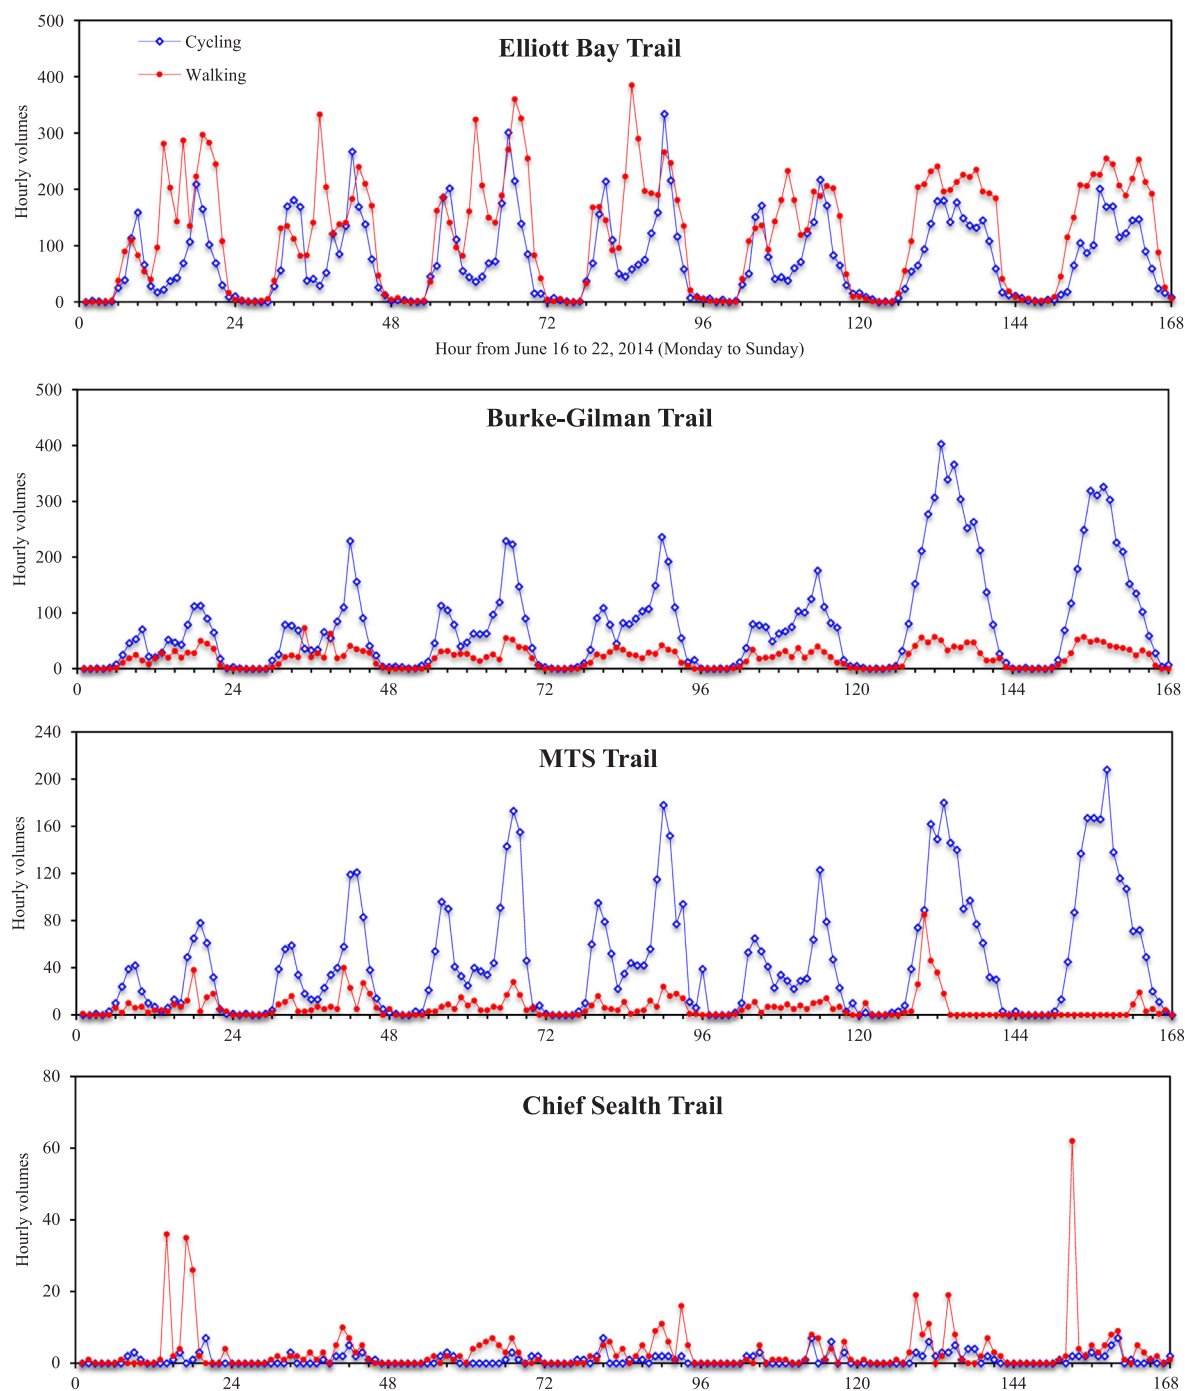 Elliott Bay Trail
Cycling
Walking
Hourly volumes
500
400
300
200
100
0
0 24 48 72 96 120 144 168
Hour from June 16 to 22, 2014 (Monday to Sunday)
Burke-Gilman Trail
Hourly volumes
500
400
300
200
100
0
0 24 48 72 96 120 144 168
MTS Trail
Hourly volumes
240
200
160
120
80
40
0
0 24 48 72 96 120 144 168
Chief Sealth Trail
Hourly volumes
80
60
40
20
0
0 24 48 72 96 120 144 168